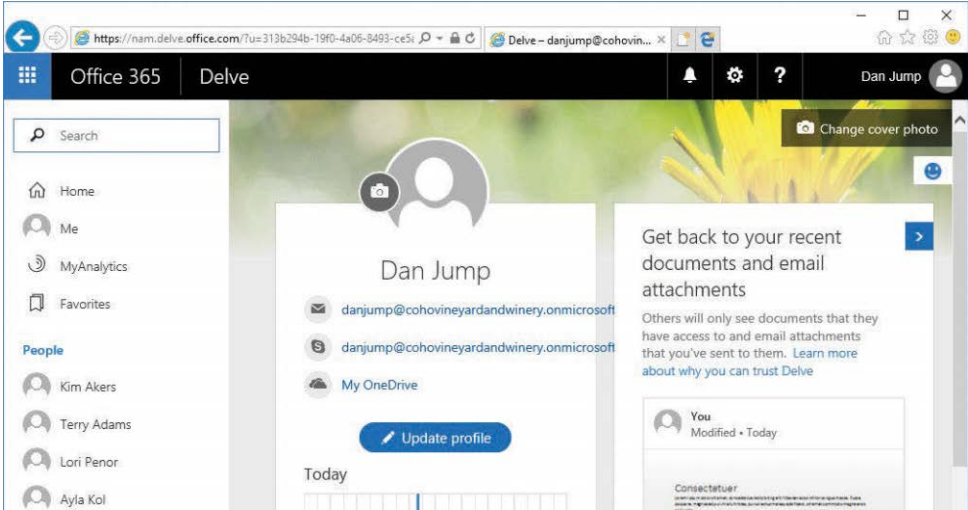 https://nam.delve.office.com/?u=313b294b-19f0-4a06-8493-ce5
Delve – danjump@cohovin...
Office 365
Delve
?
Dan Jump
Search
Change cover photo
Home
Me
MyAnalytics
Favorites
People
Kim Akers
Terry Adams
Lori Penor
Ayla Kol
Dan Jump
danjump@cohovineyardandwinery.onmicrosoft
danjump@cohovineyardandwinery.onmicrosoft
My OneDrive
Update profile
Today
Get back to your recent
documents and email
attachments
Others will only see documents that they
have access to and email attachments
that you've sent to them. Learn more
about why you can trust Delve
You
Modified • Today
Consectetuer